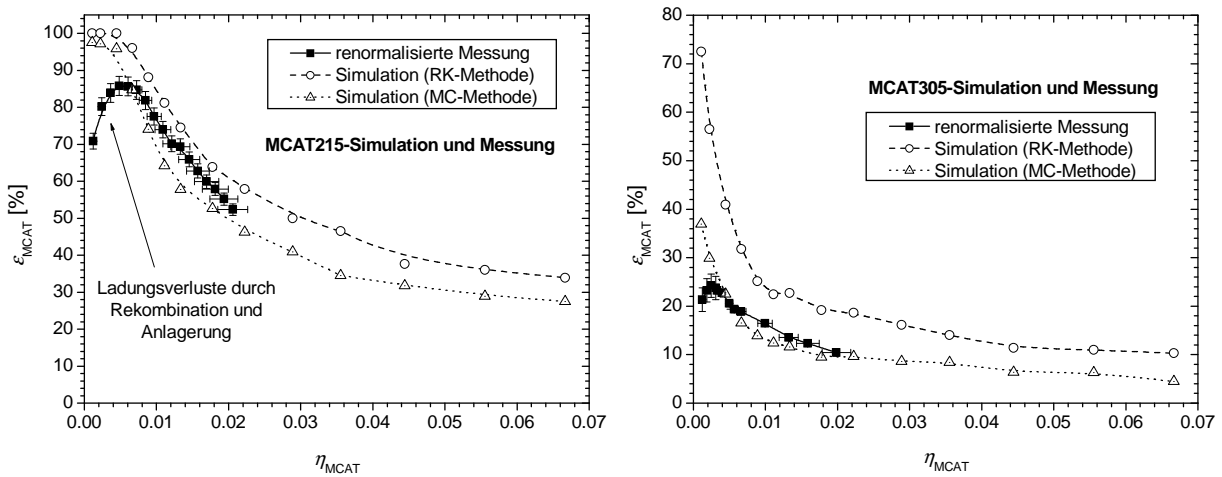 100
90
80
70
60
50
40
30
20
10
0
ε_MCAT [%]
renormalisierte Messung
Simulation (RK-Methode)
Simulation (MC-Methode)
MCAT215-Simulation und Messung
Ladungsverluste durch
Rekombination und
Anlagerung
0.00 0.01 0.02 0.03 0.04 0.05 0.06 0.07
η_MCAT
80
70
60
50
40
30
20
10
0
ε_MCAT [%]
MCAT305-Simulation und Messung
renormalisierte Messung
Simulation (RK-Methode)
Simulation (MC-Methode)
0.00 0.01 0.02 0.03 0.04 0.05 0.06 0.07
η_MCAT